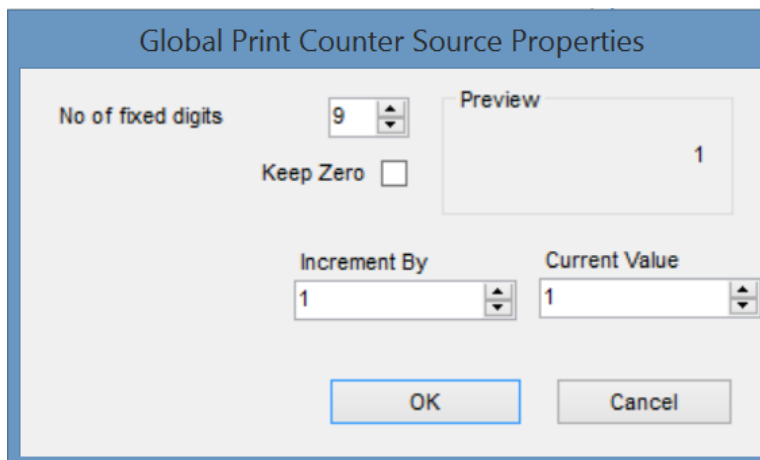 Global Print Counter Source Properties
No of fixed digits 9
Preview
1
Keep Zero
Increment By Current Value
1 1
OK Cancel